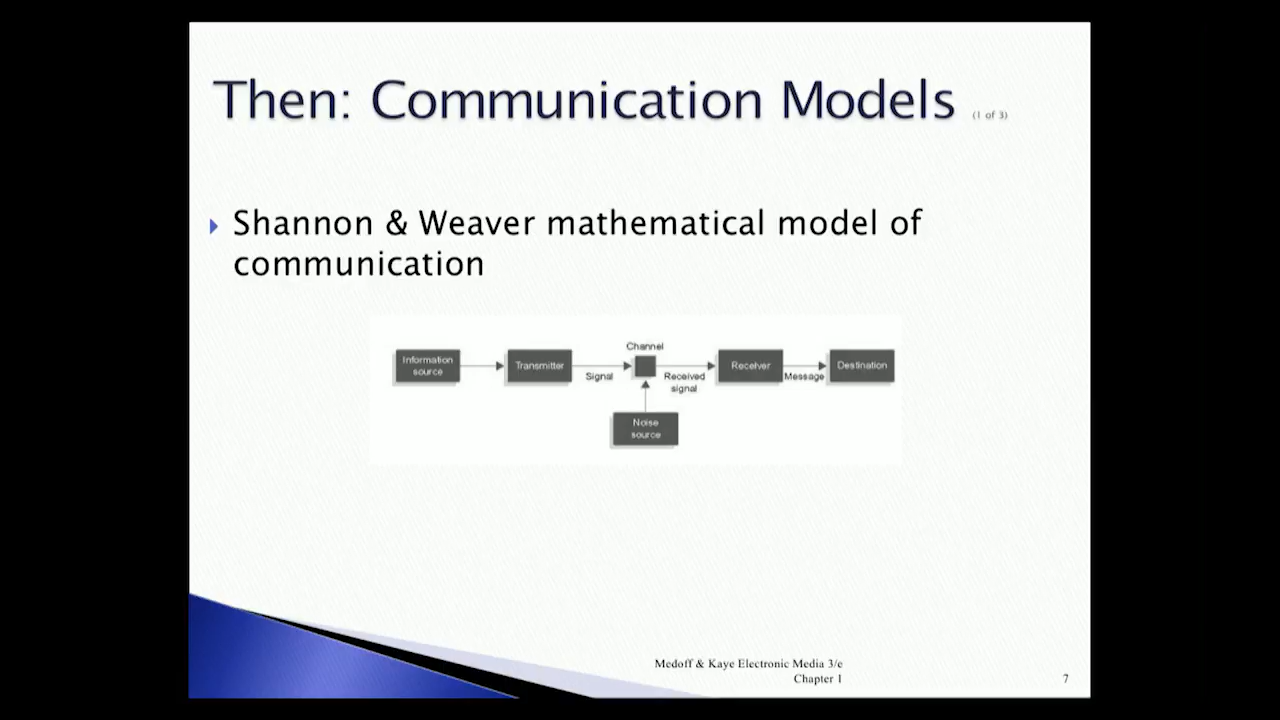 Then: Communication Models (1 of 3)
Shannon & Weaver mathematical model of
communication
Channel
Information
source
Transmitter
Signal
Received
signal
Receiver
Message
Destination
Noise
source
Medoff & Kaye Electronic Media 3/e
Chapter 1
7